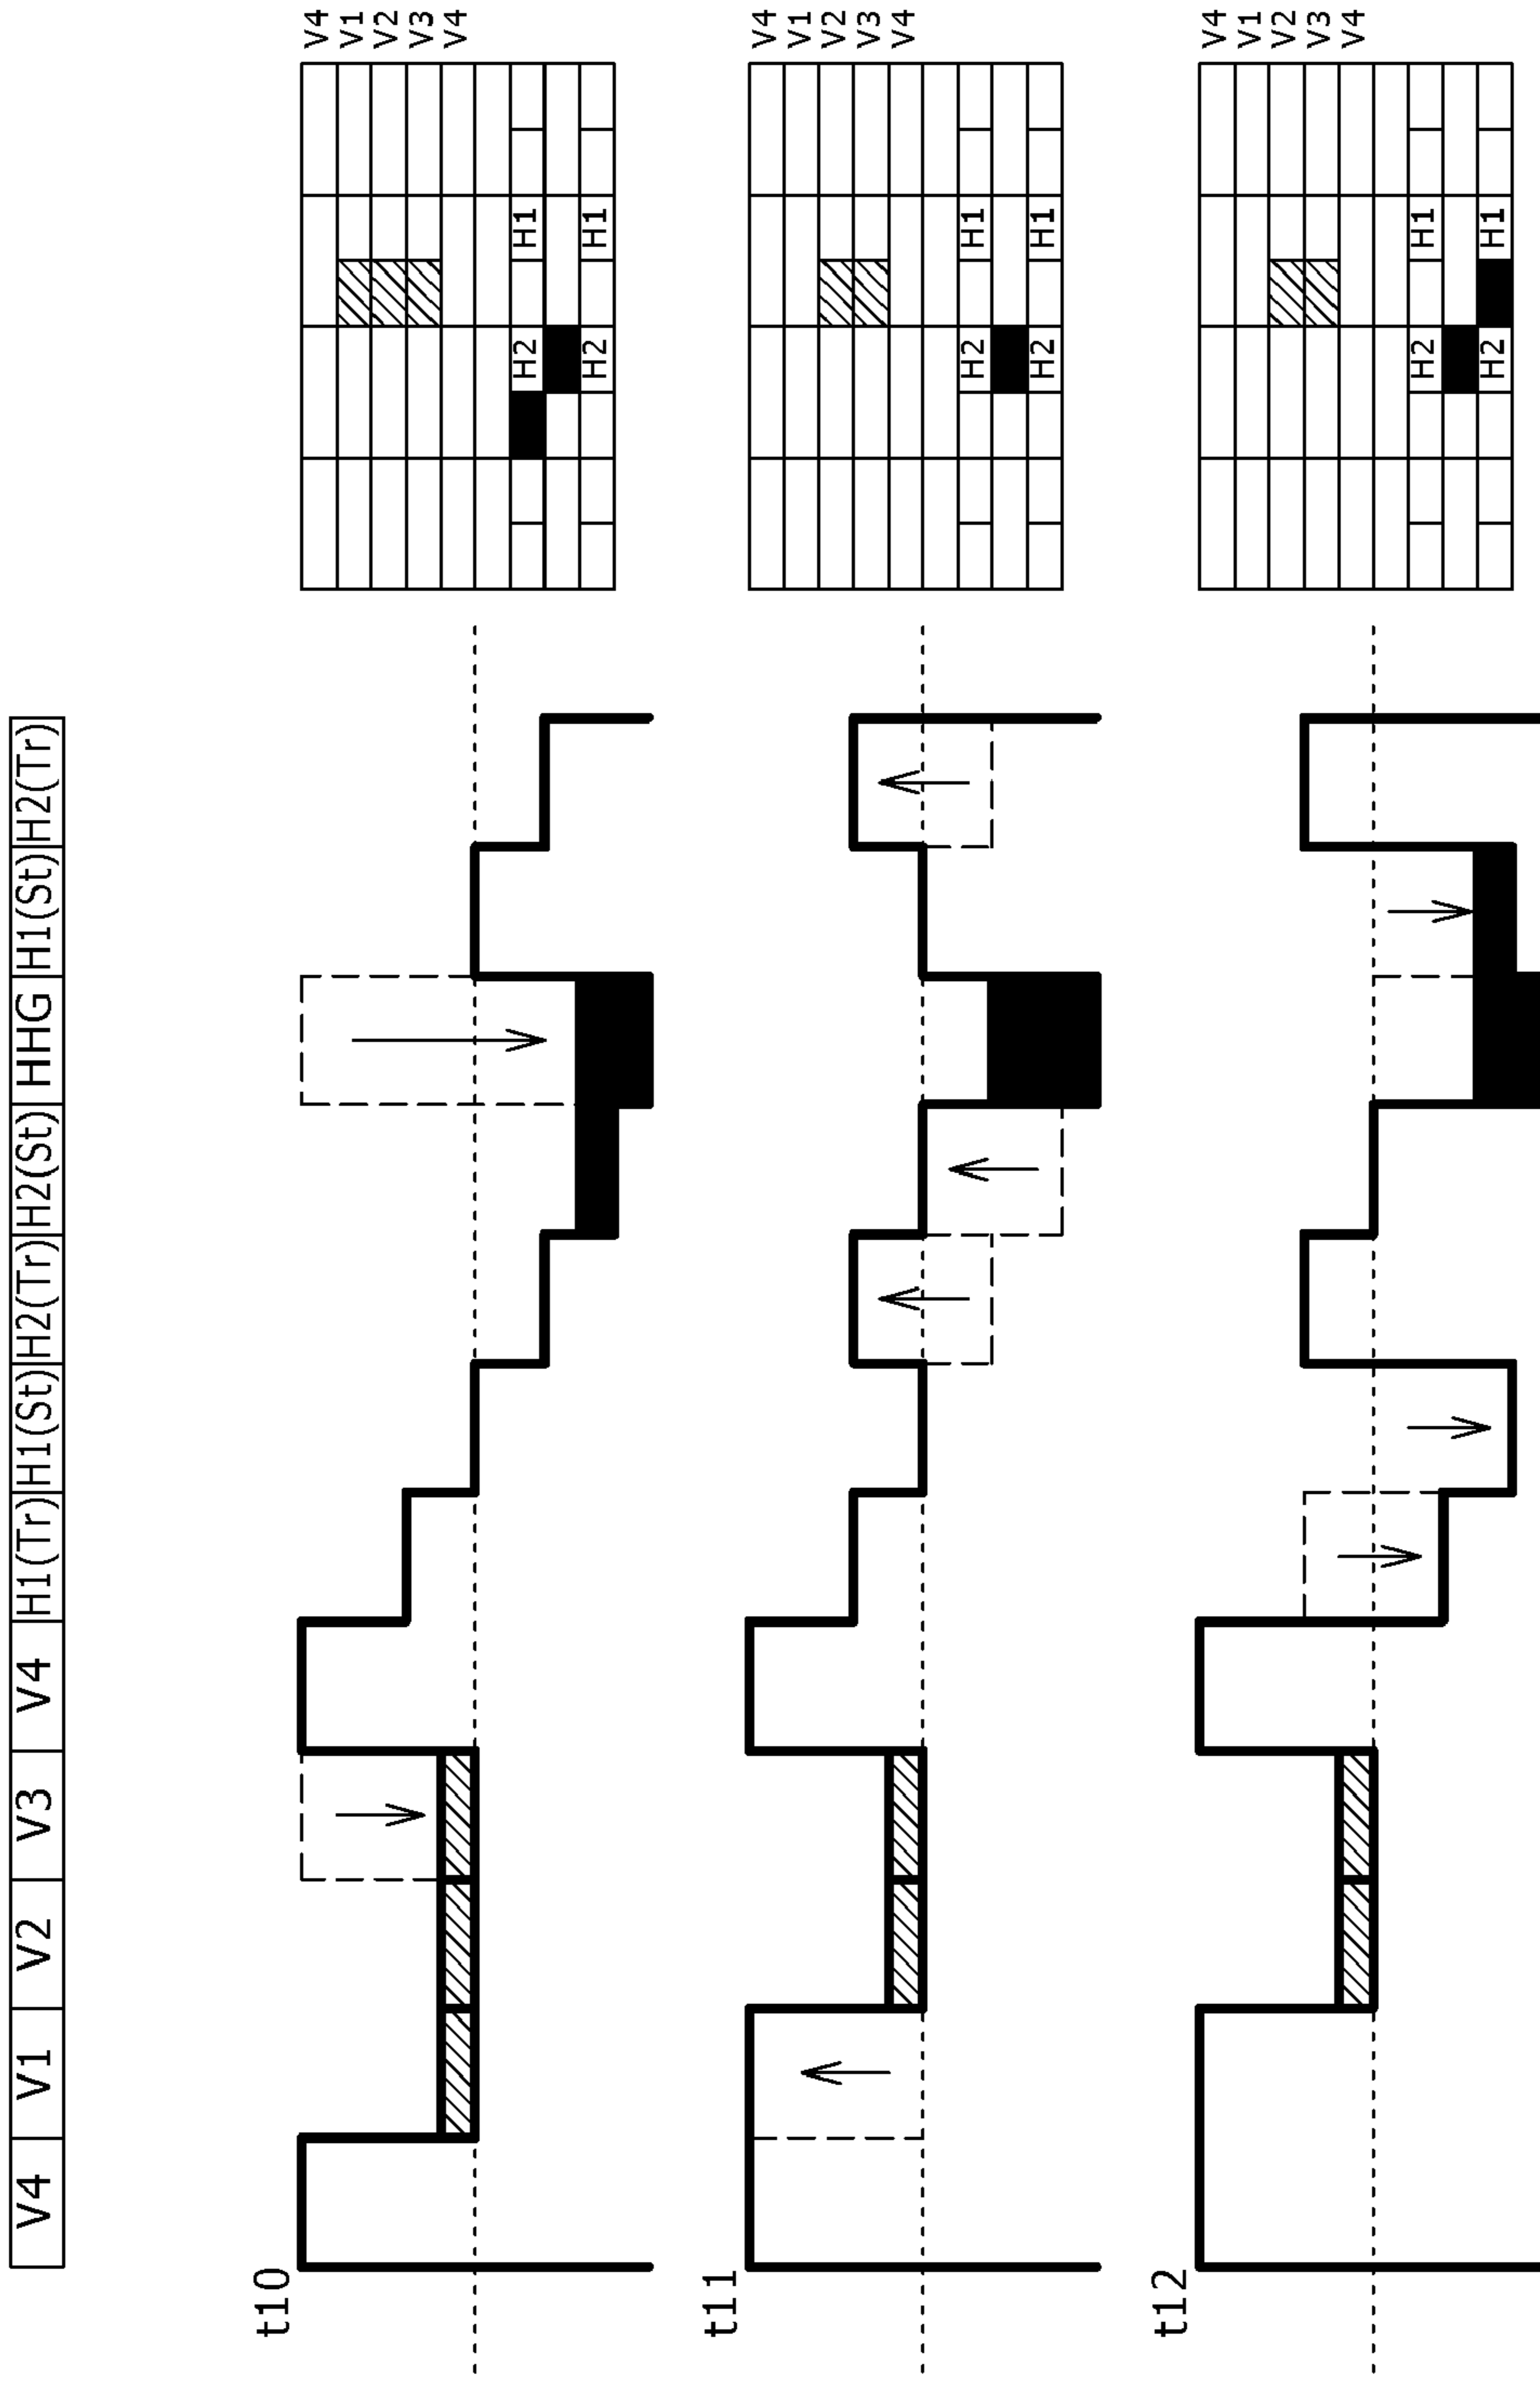 V4 V1 V2 V3 V4 H1(Tr) H1(St) H2(Tr) H2(St) HHG H1(St) H2(Tr)
t10
V4
V1
V2
V3
V4
H2 H1
H2 H1
t11
V4
V1
V2
V3
V4
H2 H1
H2 H1
t12
V4
V1
V2
V3
V4
H2 H1
H2 H1